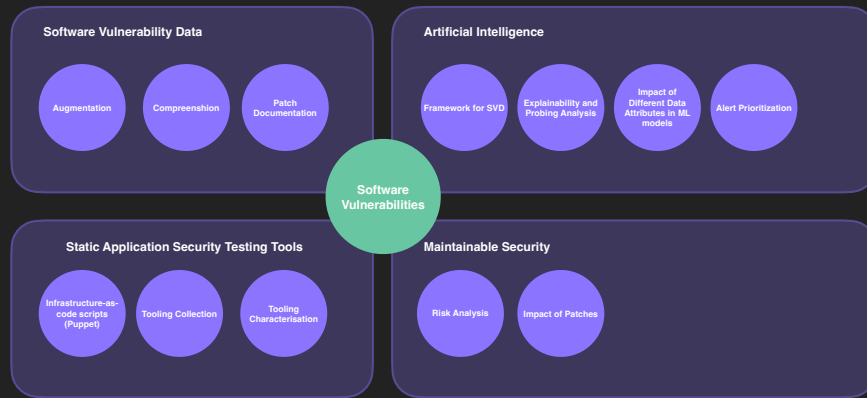 Software Vulnerability Data
Augmentation
Compreenshion
Patch
Documentation
Artificial Intelligence
Framework for SVD
Explainability and
Probing Analysis
Impact of
Different Data
Attributes in ML
models
Alert Prioritization
Software
Vulnerabilities
Static Application Security Testing Tools
Infrastructure-as-
code scripts
(Puppet)
Tooling Collection
Tooling
Characterisation
Maintainable Security
Risk Analysis
Impact of Patches